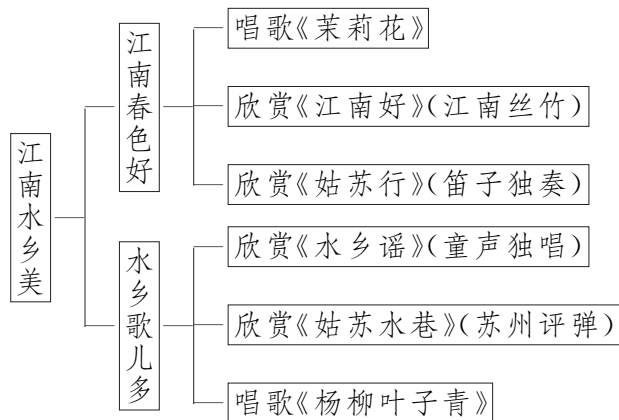 江南水乡美
江南春色好
唱歌《茉莉花》
欣赏《江南好》(江南丝竹)
欣赏《姑苏行》(笛子独奏)
水乡歌儿多
欣赏《水乡谣》(童声独唱)
欣赏《姑苏水巷》(苏州评弹)
唱歌《杨柳叶子青》